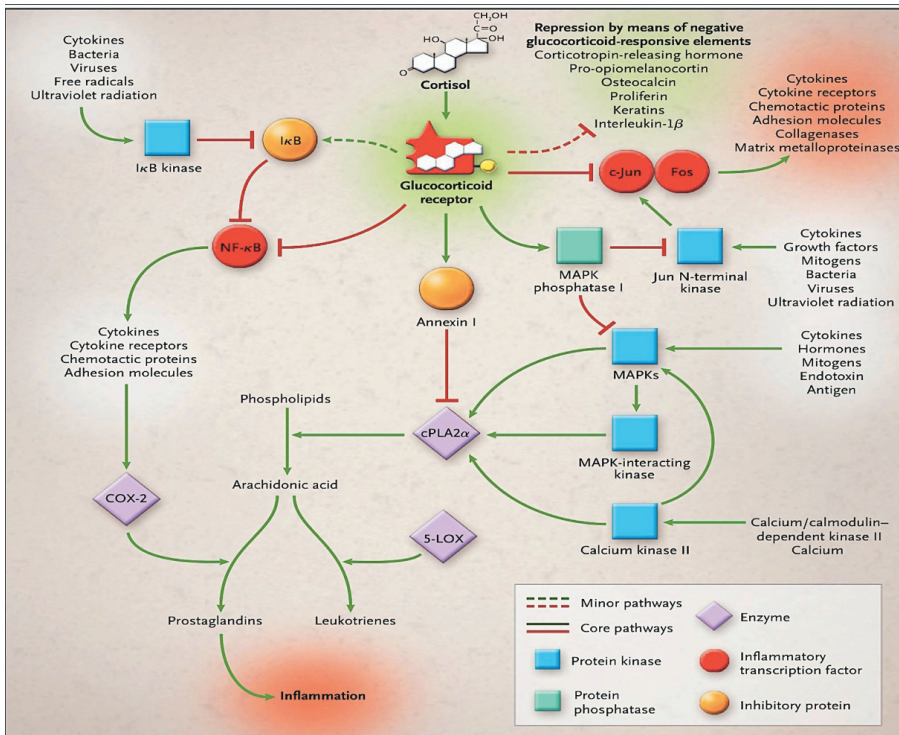 Cytokines
Bacteria
Viruses
Free radicals
Ultraviolet radiation
CH₂OH
C=O
HO
OH
O
Cortisol
Repression by means of negative
glucocorticoid-responsive elements
Corticotropin-releasing hormone
Pro-opiomelanocortin
Osteocalcin
Proliferin
Keratins
Interleukin-1β
Cytokines
Cytokine receptors
Chemotactic proteins
Adhesion molecules
Collagenases
Matrix metalloproteinases
IκB kinase
IκB
Glucocorticoid
receptor
c-Jun
Fos
NF-κB
Annexin I
MAPK
phosphatase I
Jun N-terminal
kinase
Cytokines
Growth factors
Mitogens
Bacteria
Viruses
Ultraviolet radiation
Cytokines
Cytokine receptors
Chemotactic proteins
Adhesion molecules
MAPKs
Cytokines
Hormones
Mitogens
Endotoxin
Antigen
Phospholipids
cPLA2α
MAPK-interacting
kinase
Arachidonic acid
COX-2
5-LOX
Calcium kinase II
Calcium/calmodulin–
dependent kinase II
Calcium
Prostaglandins
Leukotrienes
Inflammation
Minor pathways
Core pathways
Protein kinase
Protein
phosphatase
Enzyme
Inflammatory
transcription factor
Inhibitory protein